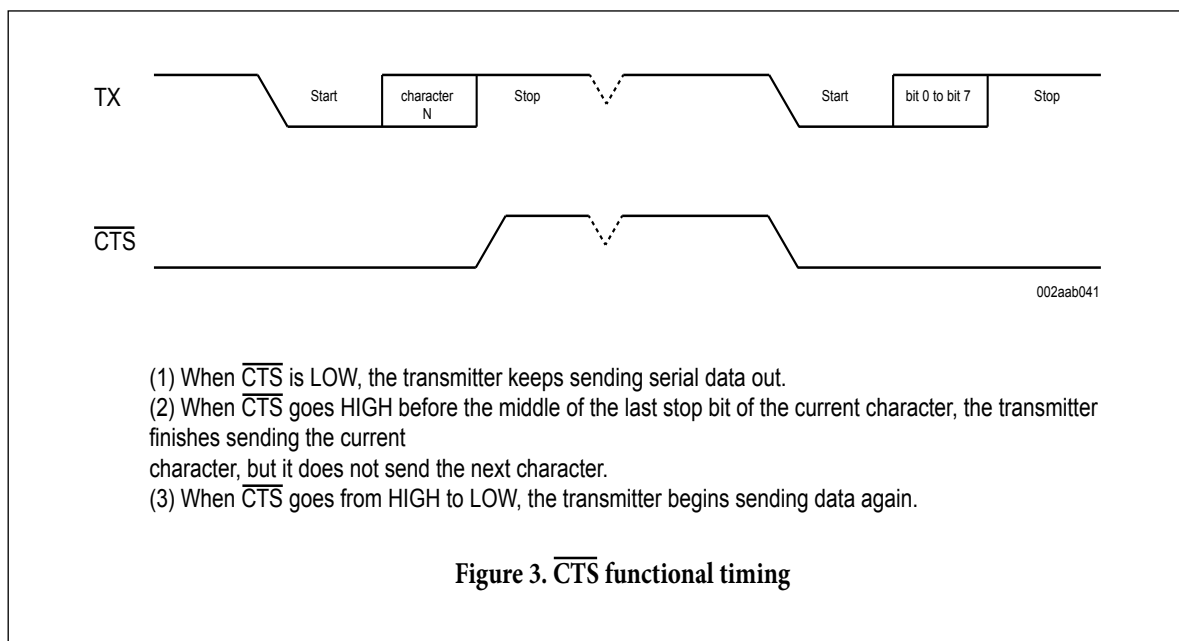 TX
Start
character
N
Stop
Start
bit 0 to bit 7
Stop
CTS
002aab041
(1) When CTS is LOW, the transmitter keeps sending serial data out.
(2) When CTS goes HIGH before the middle of the last stop bit of the current character, the transmitter
finishes sending the current
character, but it does not send the next character.
(3) When CTS goes from HIGH to LOW, the transmitter begins sending data again.
Figure 3. CTS functional timing